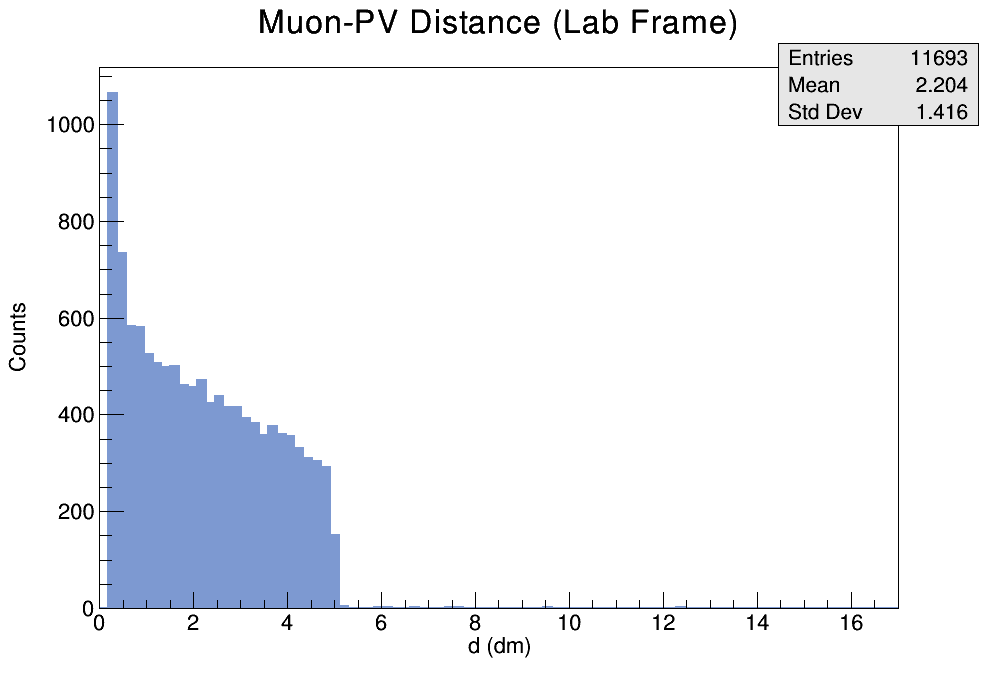 Muon-PV Distance (Lab Frame)
Entries 11693
Mean 2.204
Std Dev 1.416
1000
800
600
400
200
0
Counts
0 2 4 6 8 10 12 14 16
d (dm)